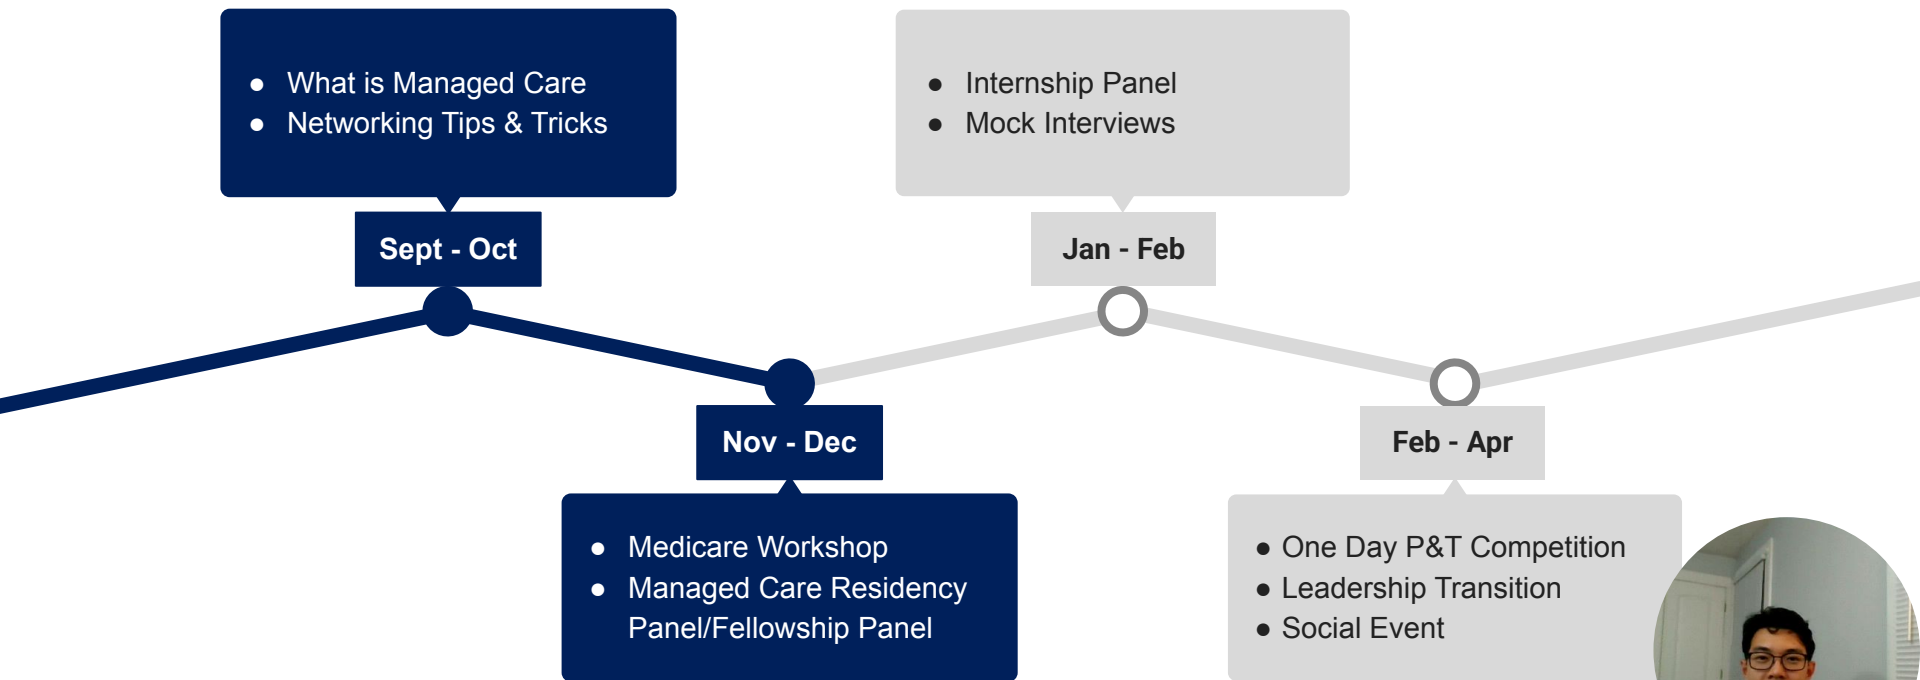 ● What is Managed Care
● Networking Tips & Tricks
Sept - Oct
● Medicare Workshop
● Managed Care Residency
Panel/Fellowship Panel
Nov - Dec
● Internship Panel
● Mock Interviews
Jan - Feb
Feb - Apr
● One Day P&T Competition
● Leadership Transition
● Social Event